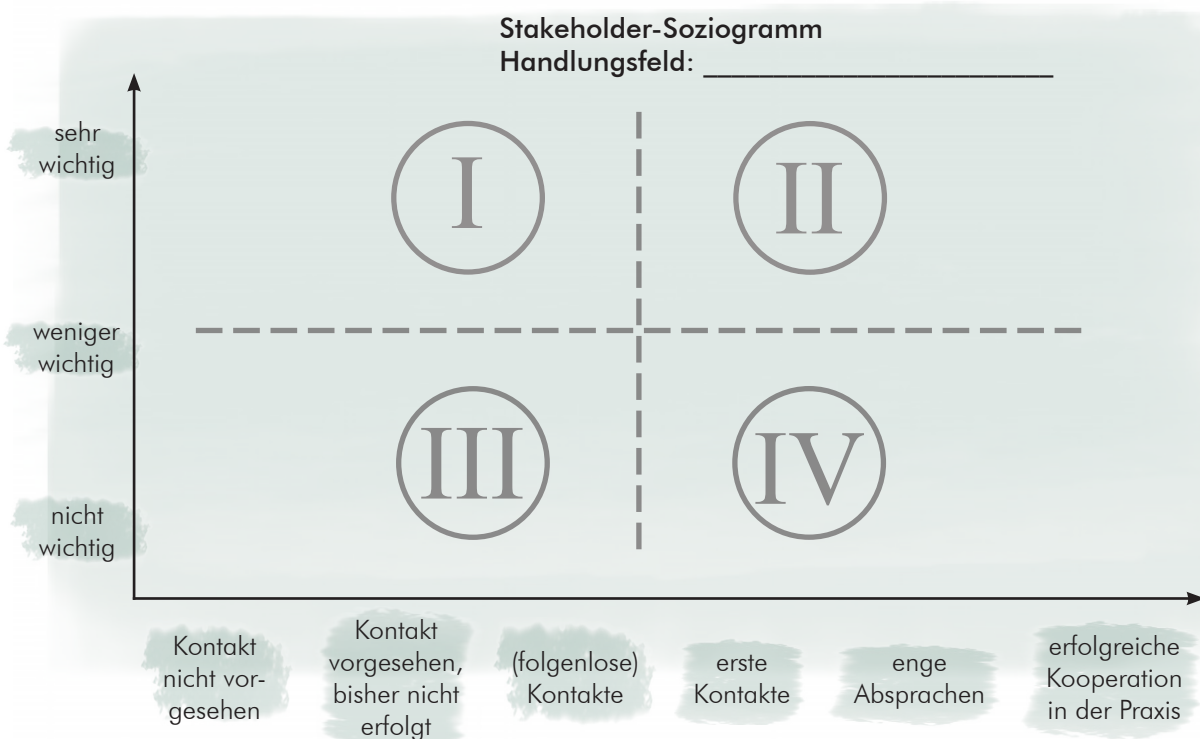 Stakeholder-Soziogramm
Handlungsfeld: _________________________
sehr
wichtig
I
II
weniger
wichtig
III
IV
nicht
wichtig
Kontakt
nicht vor-
gesehen
Kontakt
vorgesehen,
bisher nicht
erfolgt
(folgenlose)
Kontakte
erste
Kontakte
enge
Absprachen
erfolgreiche
Kooperation
in der Praxis